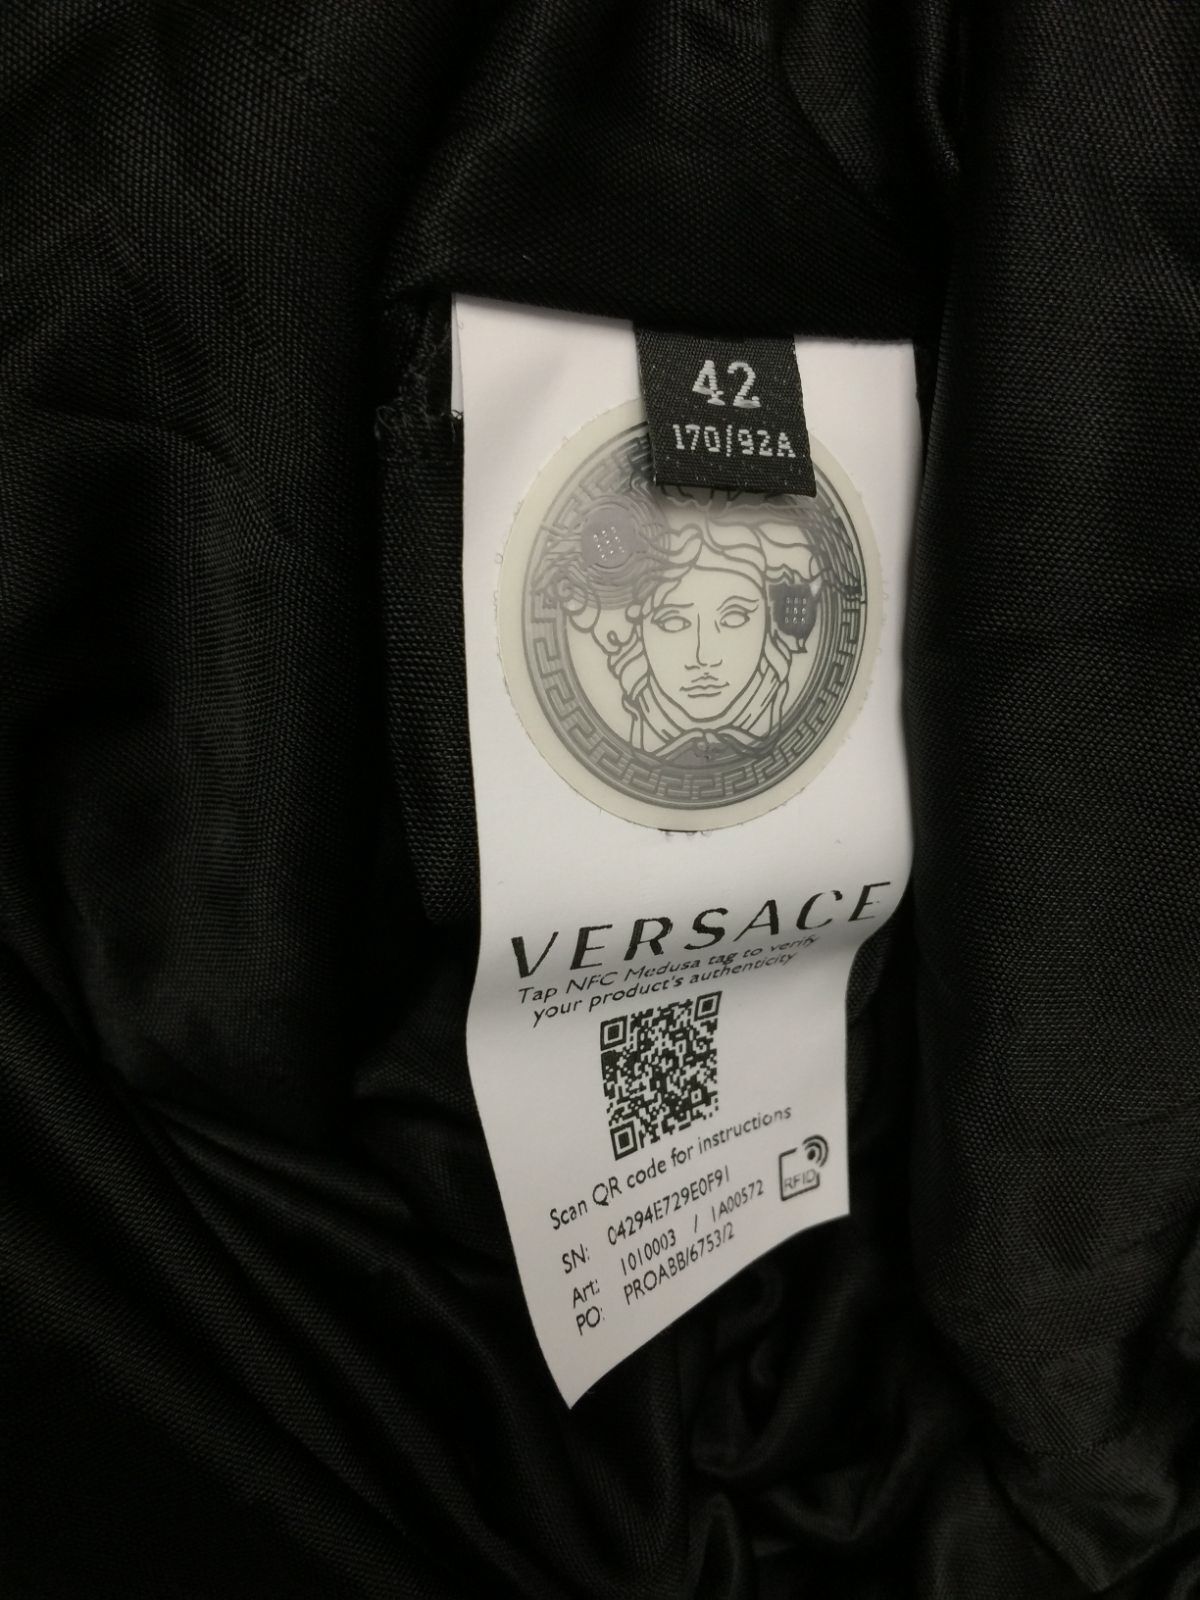 42
170/92A
VERSACE
Tap NFC Medusa tag to verify
your product's authenticity
Scan QR code for instructions
RFID
SN: 04294E729E0F91
Art: 1010003 / 1A00572
PO: PROABB/6753/2